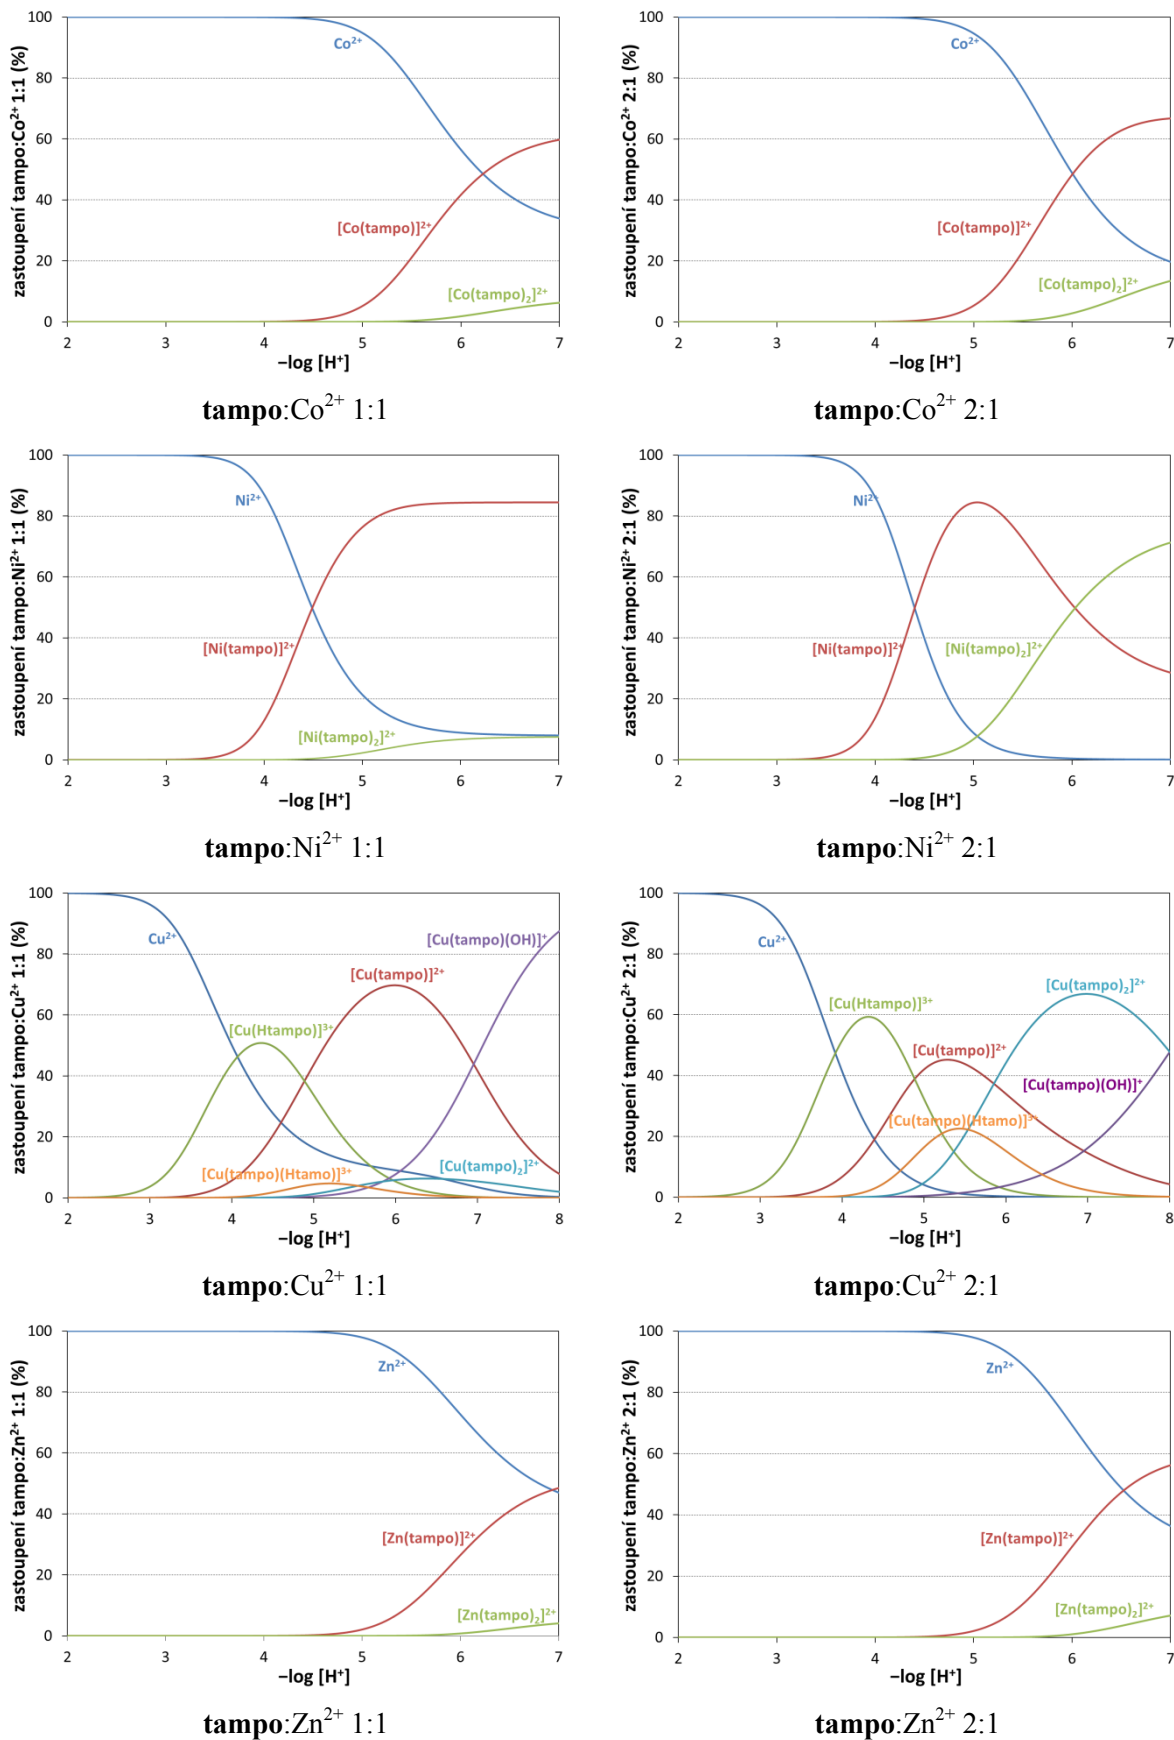 zastoupení tampo:Co²⁺ 1:1 (%)
100
80
60
40
20
0
Co²⁺
[Co(tampo)]²⁺
[Co(tampo)₂]²⁺
2 3 4 5 6 7
−log [H⁺]
tampo:Co²⁺ 1:1
zastoupení tampo:Co²⁺ 2:1 (%)
100
80
60
40
20
0
Co²⁺
[Co(tampo)]²⁺
[Co(tampo)₂]²⁺
2 3 4 5 6 7
−log [H⁺]
tampo:Co²⁺ 2:1
zastoupení tampo:Ni²⁺ 1:1 (%)
100
80
60
40
20
0
Ni²⁺
[Ni(tampo)]²⁺
[Ni(tampo)₂]²⁺
2 3 4 5 6 7
−log [H⁺]
tampo:Ni²⁺ 1:1
zastoupení tampo:Ni²⁺ 2:1 (%)
100
80
60
40
20
0
Ni²⁺
[Ni(tampo)]²⁺
[Ni(tampo)₂]²⁺
2 3 4 5 6 7
−log [H⁺]
tampo:Ni²⁺ 2:1
zastoupení tampo:Cu²⁺ 1:1 (%)
100
80
60
40
20
0
Cu²⁺
[Cu(tampo)(OH)]⁺
[Cu(tampo)]²⁺
[Cu(Htampo)]³⁺
[Cu(tampo)(Htamo)]³⁺
[Cu(tampo)₂]²⁺
2 3 4 5 6 7 8
−log [H⁺]
tampo:Cu²⁺ 1:1
zastoupení tampo:Cu²⁺ 2:1 (%)
100
80
60
40
20
0
Cu²⁺
[Cu(tampo)₂]²⁺
[Cu(Htampo)]³⁺
[Cu(tampo)]²⁺
[Cu(tampo)(OH)]⁺
[Cu(tampo)(Htamo)]³⁺
2 3 4 5 6 7 8
−log [H⁺]
tampo:Cu²⁺ 2:1
zastoupení tampo:Zn²⁺ 1:1 (%)
100
80
60
40
20
0
Zn²⁺
[Zn(tampo)]²⁺
[Zn(tampo)₂]²⁺
2 3 4 5 6 7
−log [H⁺]
tampo:Zn²⁺ 1:1
zastoupení tampo:Zn²⁺ 2:1 (%)
100
80
60
40
20
0
Zn²⁺
[Zn(tampo)]²⁺
[Zn(tampo)₂]²⁺
2 3 4 5 6 7
−log [H⁺]
tampo:Zn²⁺ 2:1